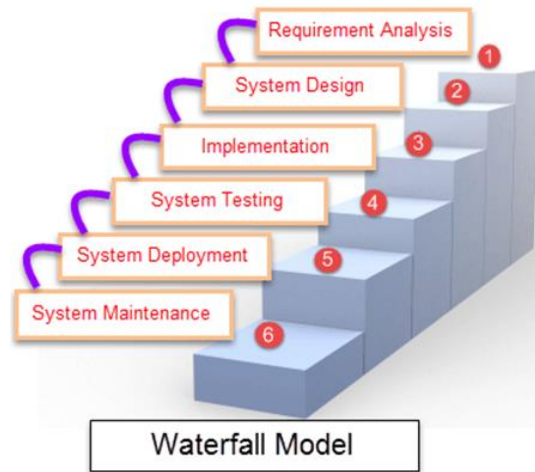 Requirement Analysis
1
System Design
2
Implementation
3
System Testing
4
System Deployment
5
System Maintenance
6
Waterfall Model